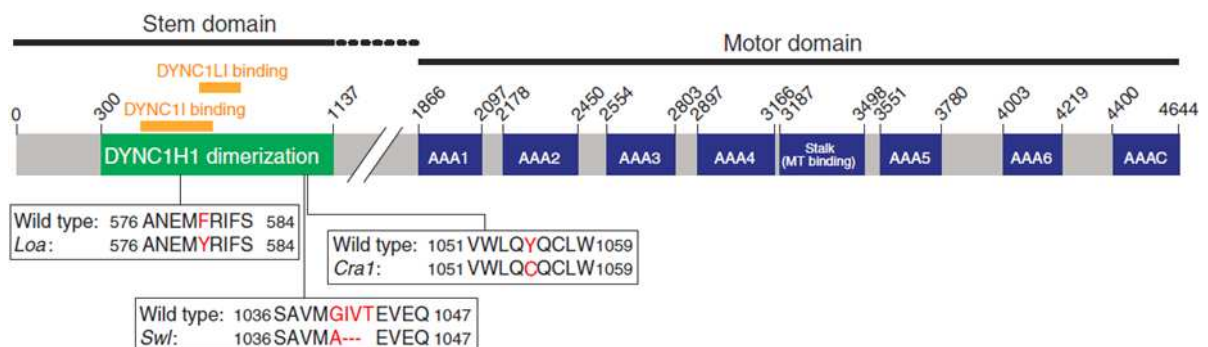 Stem domain
Motor domain
DYNC1LI binding
DYNC1I binding
0 300 1137 1866 2097 2178 2450 2554 2803 2897 3166 3187 3498 3551 3780 4003 4219 4400 4644
DYNC1H1 dimerization AAA1 AAA2 AAA3 AAA4 Stalk (MT binding) AAA5 AAA6 AAAC
Wild type: 576 ANEMFRIFS 584
Loa: 576 ANEMYRIFS 584
Wild type: 1051 VWLQYQCLW 1059
Cra1: 1051 VWLQCQCLW 1059
Wild type: 1036 SAVMGIVTEVEQ 1047
Swl: 1036 SAVMA--- EVEQ 1047